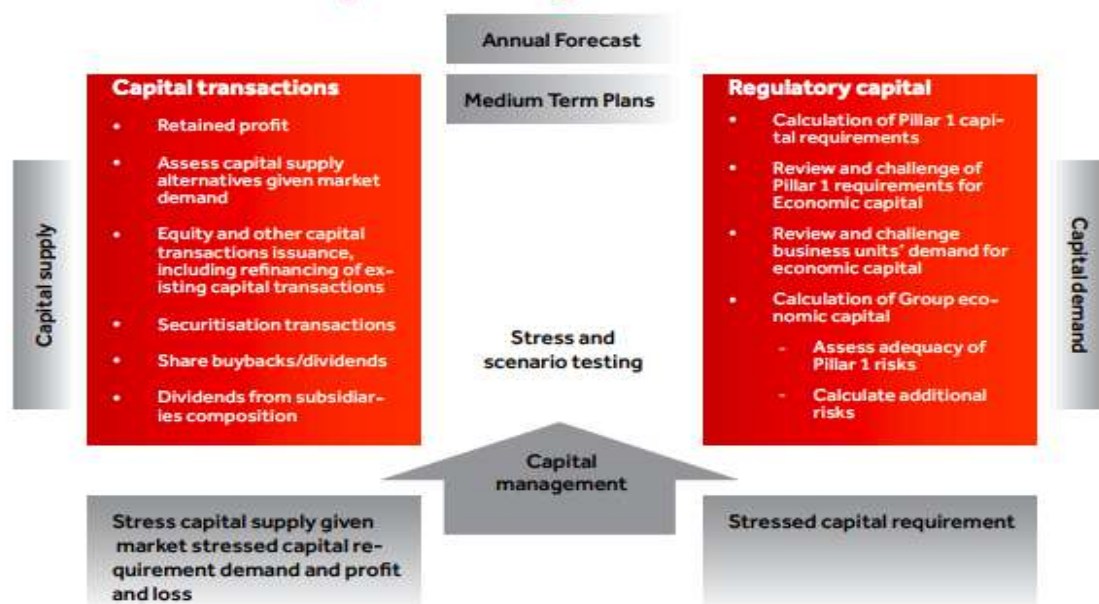 Annual Forecast
Medium Term Plans
Capital supply
Capital transactions
• Retained profit
• Assess capital supply
alternatives given market
demand
• Equity and other capital
transactions issuance,
including refinancing of ex-
isting capital transactions
• Securitisation transactions
• Share buybacks/dividends
• Dividends from subsidiar-
ies composition
Stress and
scenario testing
Regulatory capital
• Calculation of Pillar 1 capi-
tal requirements
• Review and challenge of
Pillar 1 requirements for
Economic capital
• Review and challenge
business units' demand for
economic capital
• Calculation of Group eco-
nomic capital
- Assess adequacy of
Pillar 1 risks
- Calculate additional
risks
Capital demand
Capital
management
Stress capital supply given
market stressed capital re-
quirement demand and profit
and loss
Stressed capital requirement